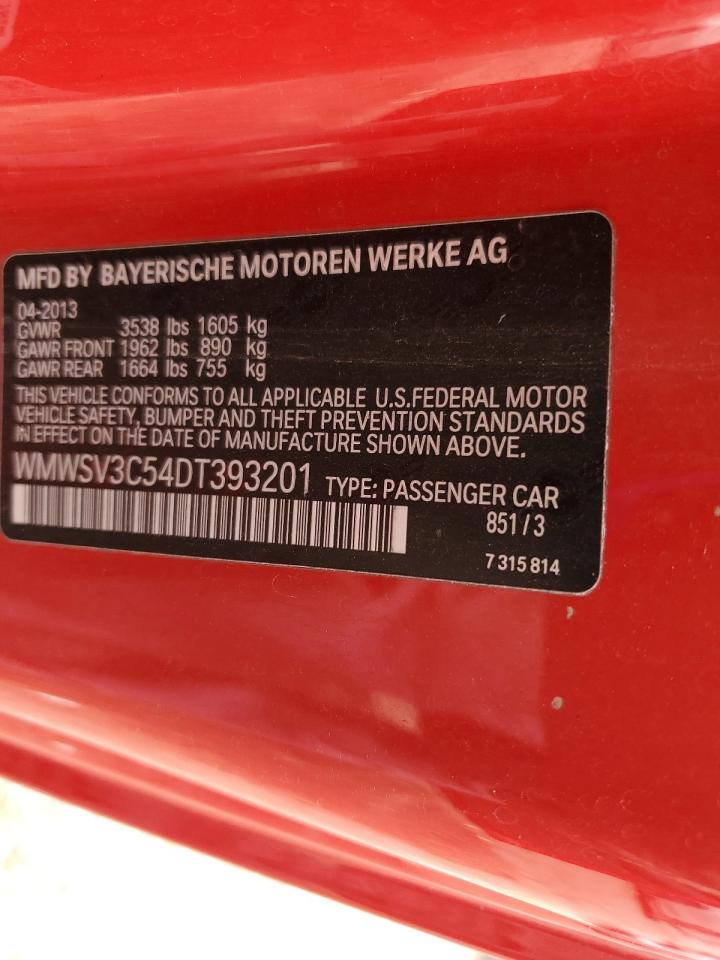 MFD BY BAYERISCHE MOTOREN WERKE AG
04-2013
GVWR 3538 lbs 1605 kg
GAWR FRONT 1962 lbs 890 kg
GAWR REAR 1664 lbs 755 kg
THIS VEHICLE CONFORMS TO ALL APPLICABLE U.S.FEDERAL MOTOR
VEHICLE SAFETY, BUMPER AND THEFT PREVENTION STANDARDS
IN EFFECT ON THE DATE OF MANUFACTURE SHOWN ABOVE.
WMWSV3C54DT393201 TYPE: PASSENGER CAR
851/3
7 315 814